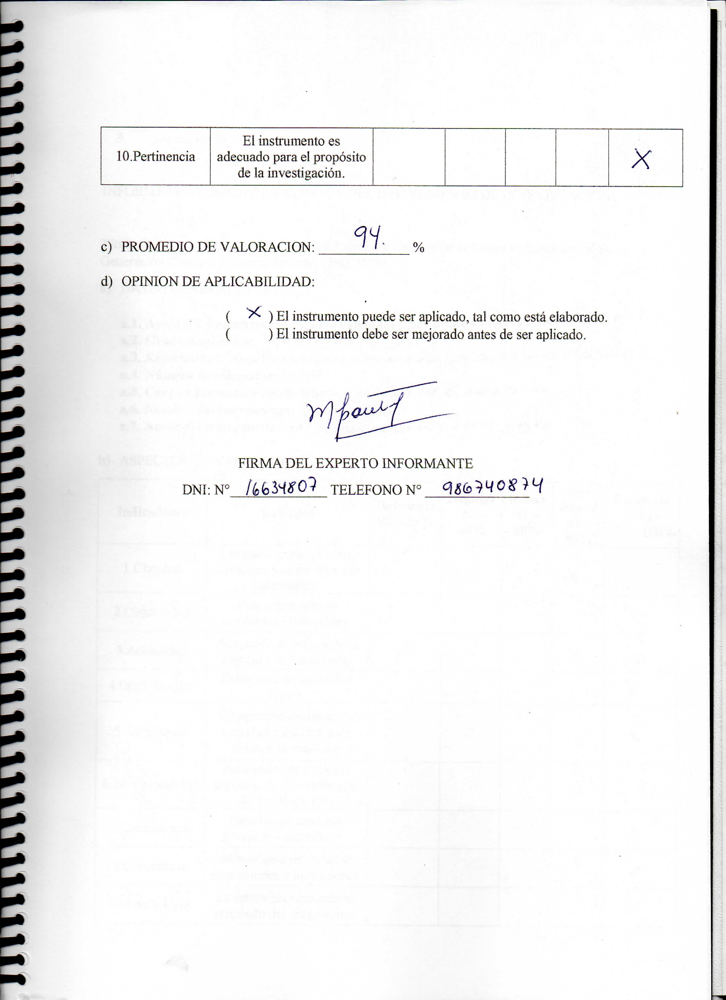 10.Pertinencia
El instrumento es
adecuado para el propósito
de la investigación.
X
c) PROMEDIO DE VALORACION: 94. %
d) OPINION DE APLICABILIDAD:
( X ) El instrumento puede ser aplicado, tal como está elaborado.
( ) El instrumento debe ser mejorado antes de ser aplicado.
FIRMA DEL EXPERTO INFORMANTE
DNI: N° 16634807 TELEFONO N° 986740874